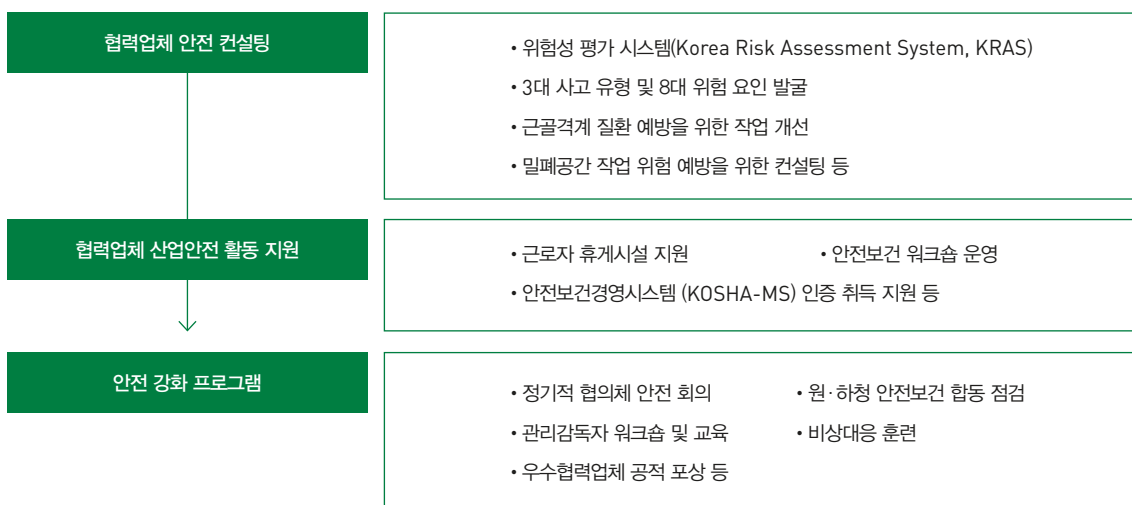 협력업체 안전 컨설팅
• 위험성 평가 시스템(Korea Risk Assessment System, KRAS)
• 3대 사고 유형 및 8대 위험 요인 발굴
• 근골격계 질환 예방을 위한 작업 개선
• 밀폐공간 작업 위험 예방을 위한 컨설팅 등
협력업체 산업안전 활동 지원
• 근로자 휴게시설 지원 • 안전보건 워크숍 운영
• 안전보건경영시스템 (KOSHA-MS) 인증 취득 지원 등
안전 강화 프로그램
• 정기적 협의체 안전 회의 • 원·하청 안전보건 합동 점검
• 관리감독자 워크숍 및 교육 • 비상대응 훈련
• 우수협력업체 공적 포상 등